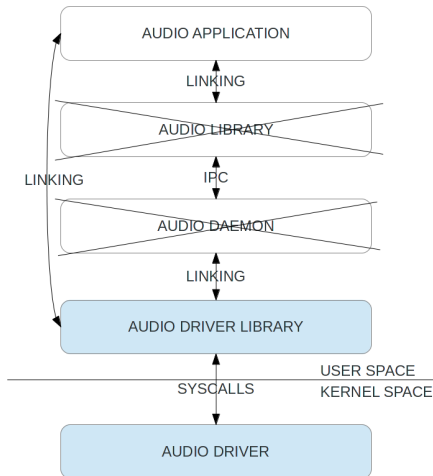 AUDIO APPLICATION
LINKING
AUDIO LIBRARY
LINKING
IPC
AUDIO DAEMON
LINKING
AUDIO DRIVER LIBRARY
USER SPACE
SYSCALLS
KERNEL SPACE
AUDIO DRIVER